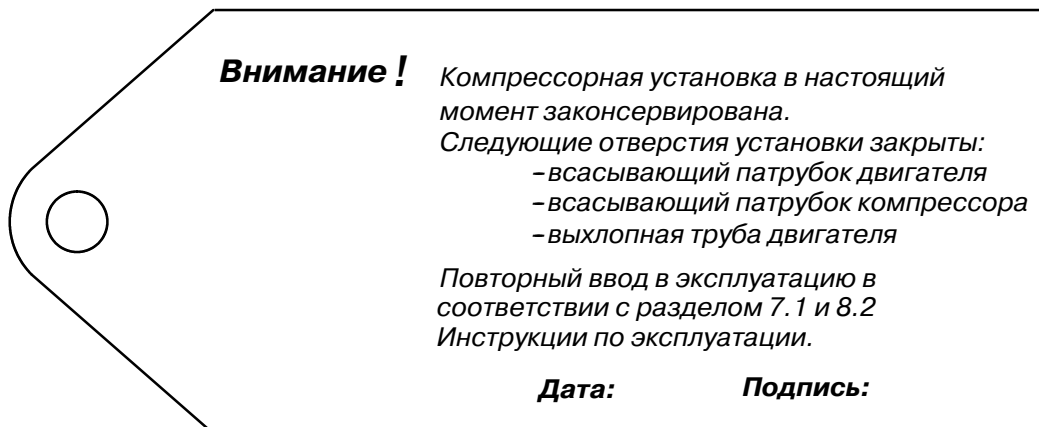 Внимание !
Компрессорная установка в настоящий
момент законсервирована.
Следующие отверстия установки закрыты:
-всасывающий патрубок двигателя
-всасывающий патрубок компрессора
-выхлопная труба двигателя
Повторный ввод в эксплуатацию в
соответствии с разделом 7.1 и 8.2
Инструкции по эксплуатации.
Дата: Подпись: